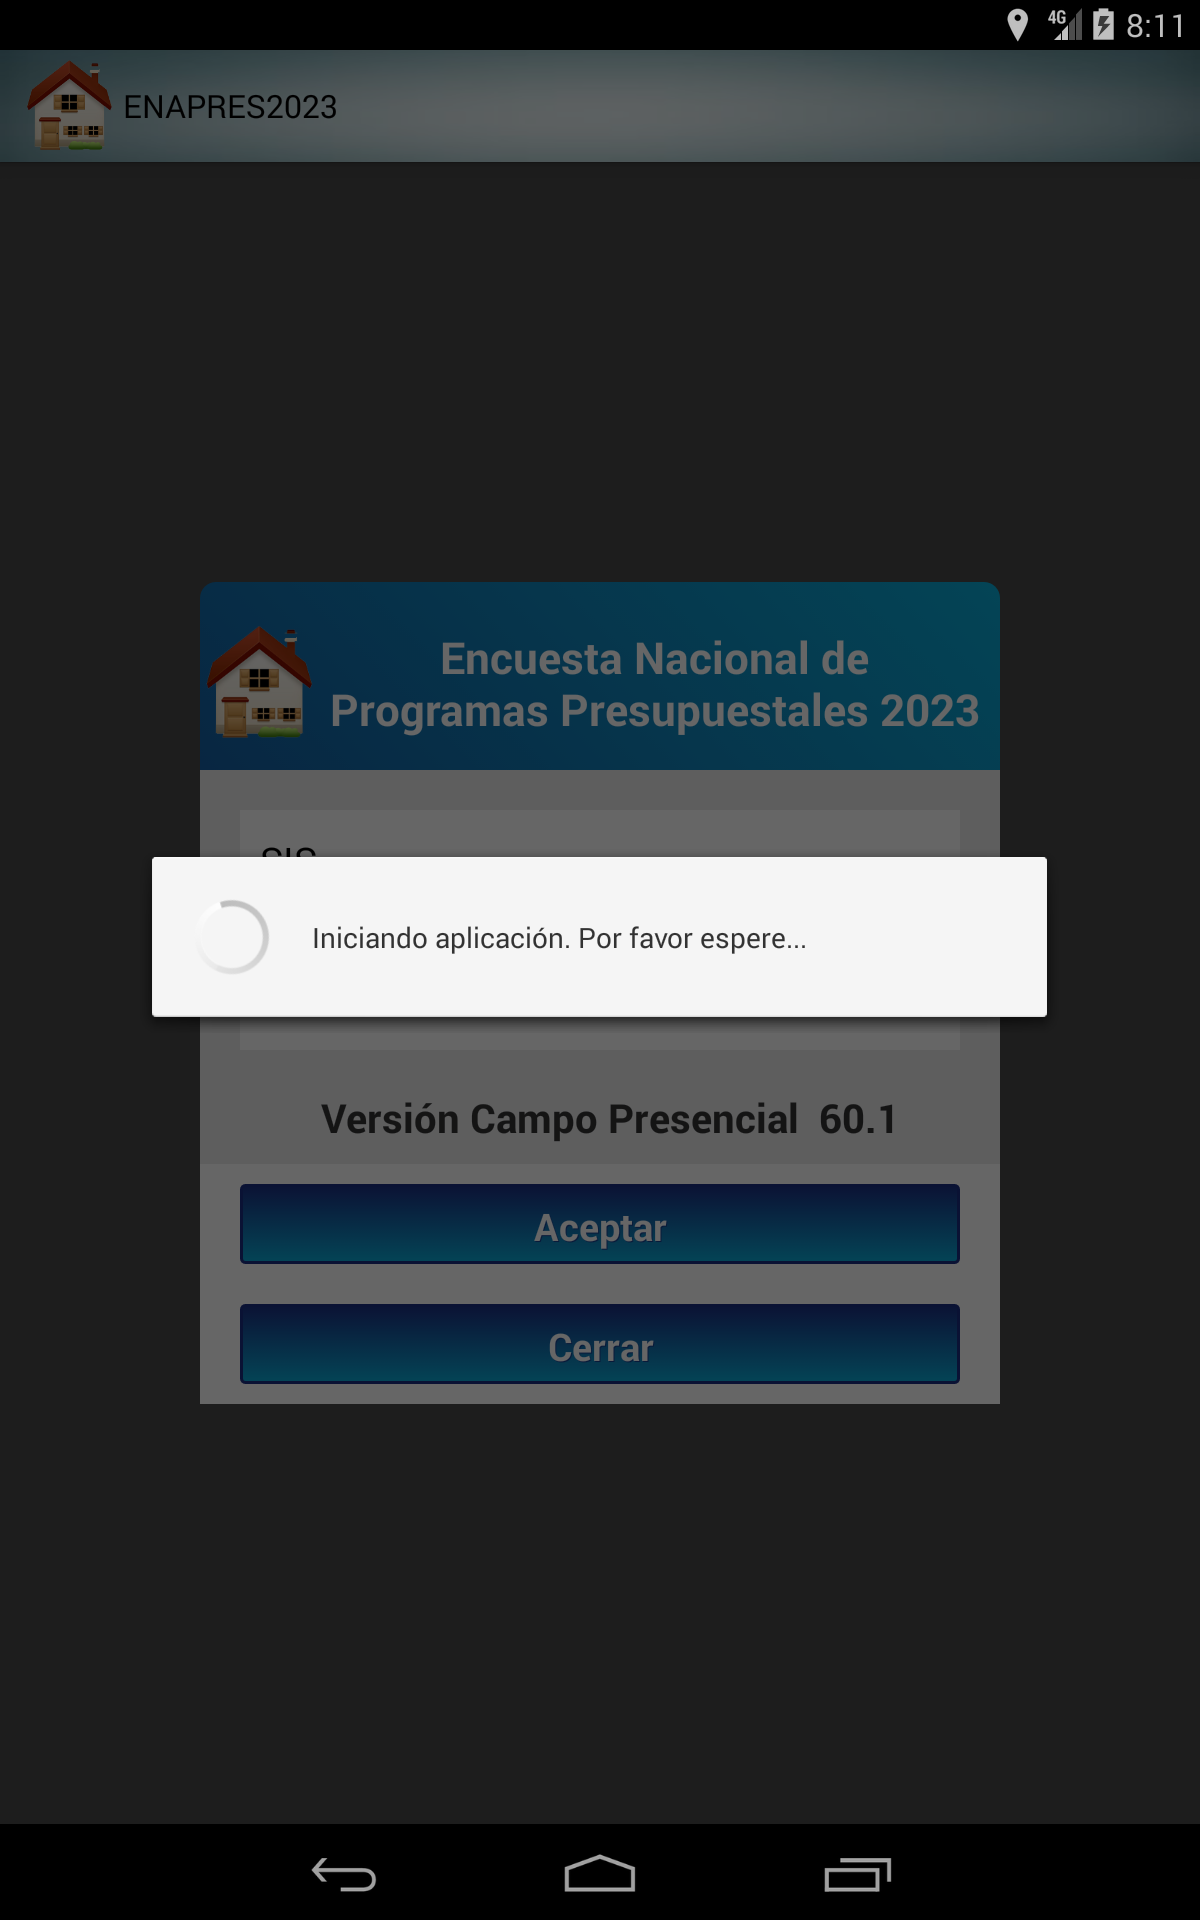 4G 8:11
ENAPRES2023
Encuesta Nacional de
Programas Presupuestales 2023
Iniciando aplicación. Por favor espere...
Versión Campo Presencial 60.1
Aceptar
Cerrar